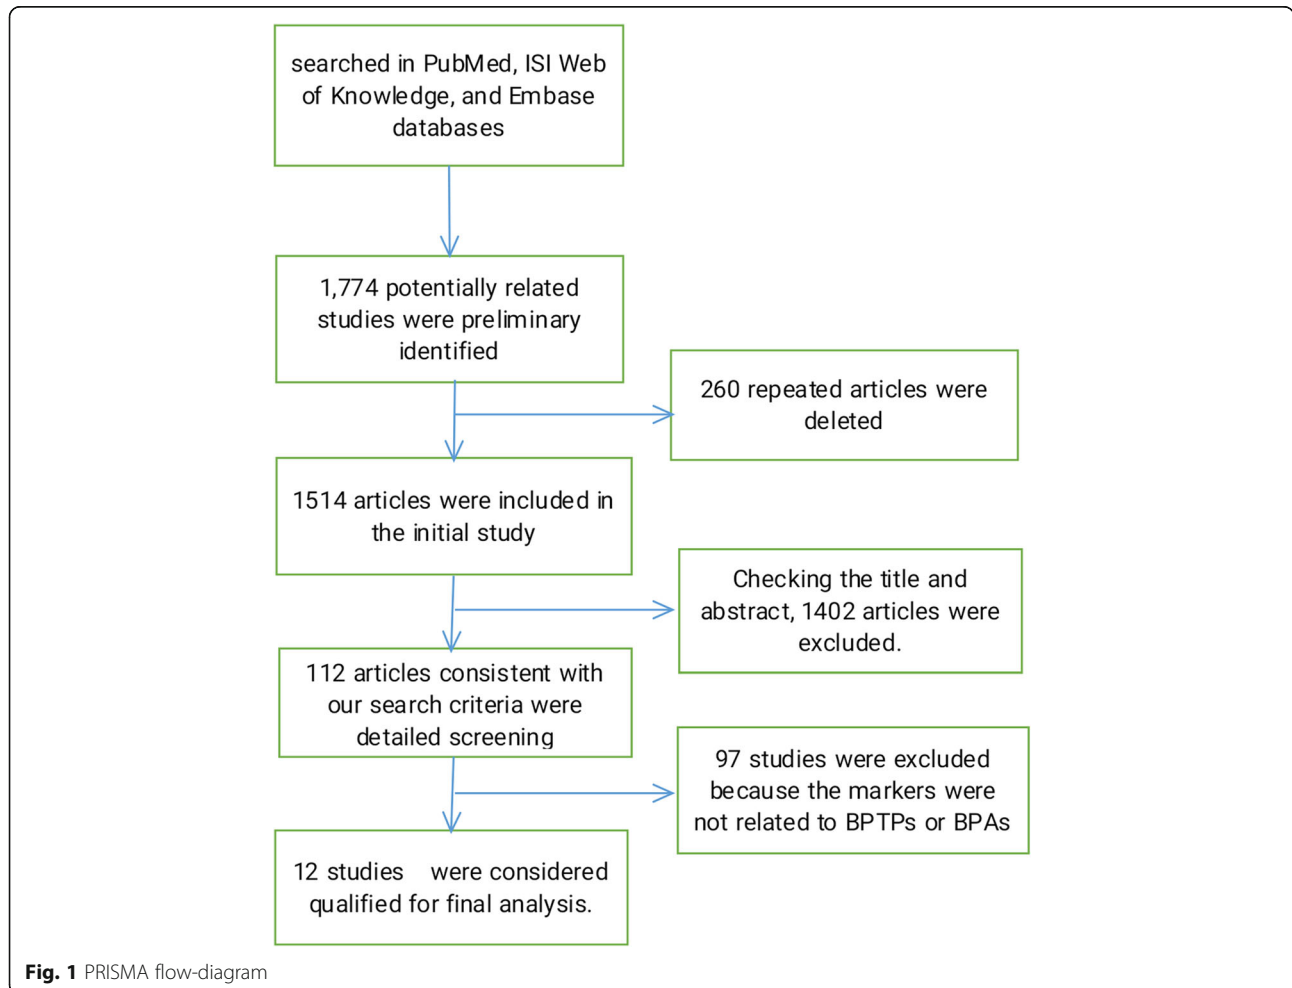 searched in PubMed, ISI Web
of Knowledge, and Embase
databases
1,774 potentially related
studies were preliminary
identified
260 repeated articles were
deleted
1514 articles were included in
the initial study
Checking the title and
abstract, 1402 articles were
excluded.
112 articles consistent with
our search criteria were
detailed screening
97 studies were excluded
because the markers were
not related to BPTPs or BPAs
12 studies were considered
qualified for final analysis.
Fig. 1 PRISMA flow-diagram